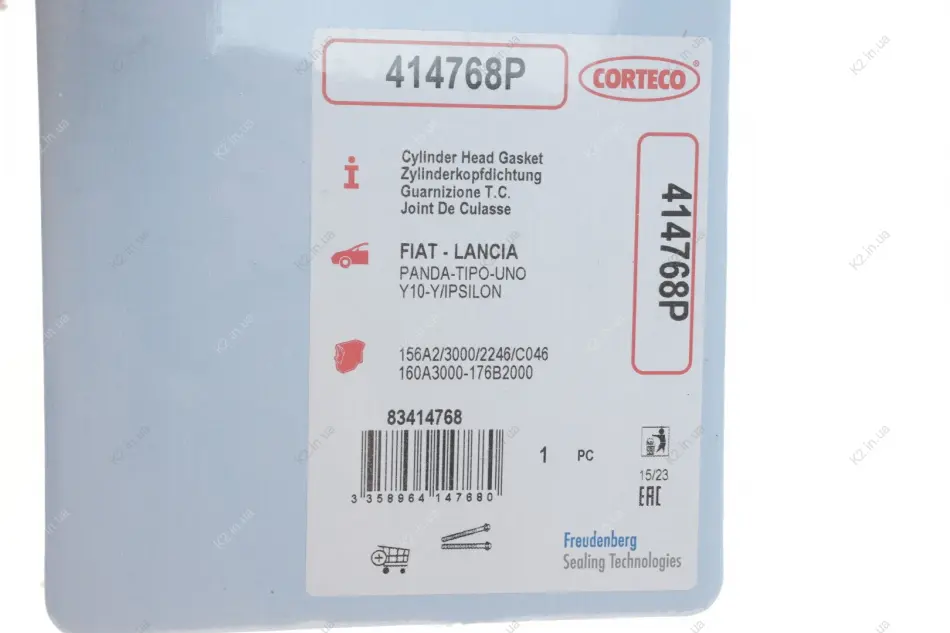 414768P
CORTECO®
Cylinder Head Gasket
Zylinderkopfdichtung
Guarnizione T.C.
Joint De Culasse
414768P
FIAT - LANCIA
PANDA-TIPO-UNO
Y10-Y/IPSILON
156A2/3000/2246/C046
160A3000-176B2000
83414768
1 PC
3 358964 147680
15/23
EAC
Freudenberg
Sealing Technologies
K2.in.ua